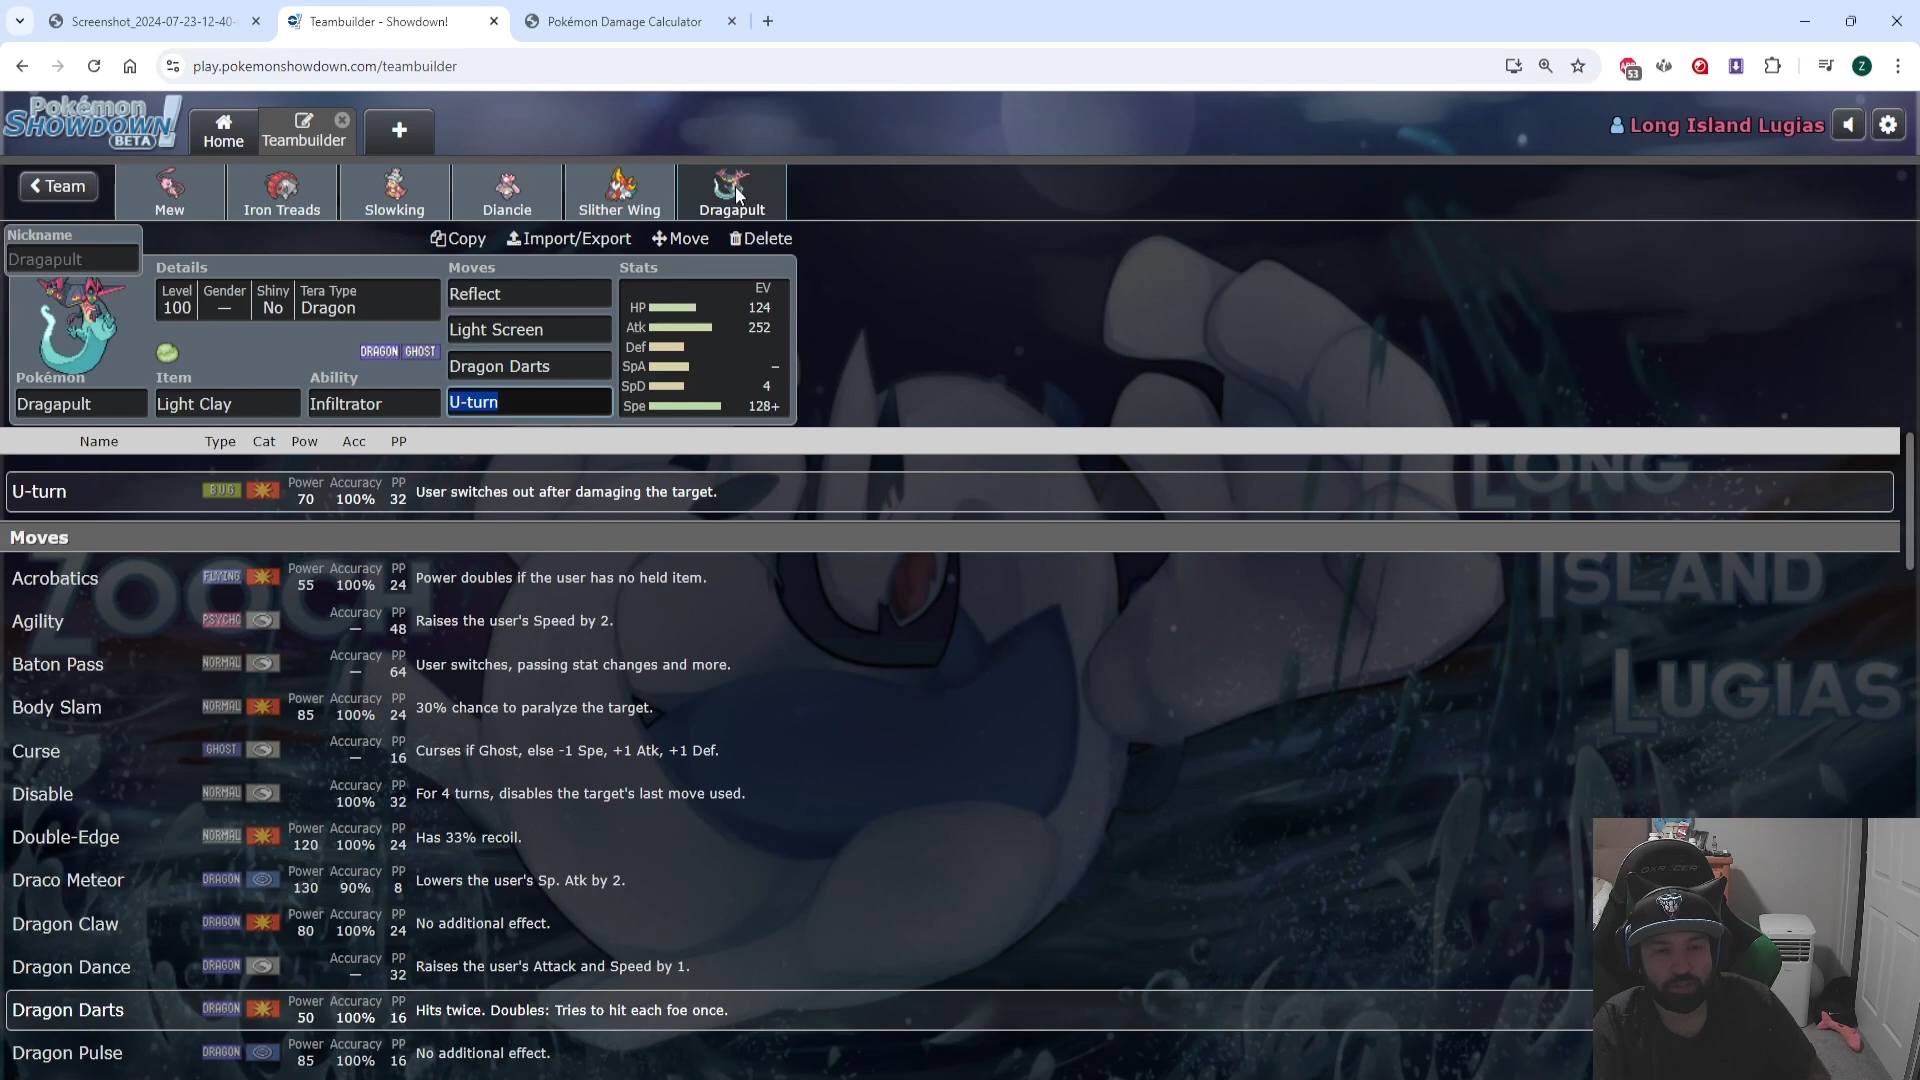 Screenshot_2024-07-23-12-40-
Teambuilder - Showdown!
Pokémon Damage Calculator
play.pokemonshowdown.com/teambuilder
53
Z
Pokémon
SHOWDOWN!
BETA
Home
Teambuilder
Long Island Lugias
Team
Mew
Iron Treads
Slowking
Diancie
Slither Wing
Dragapult
Copy
Import/Export
Move
Delete
Nickname
Dragapult
Details
Level
100
Gender
—
Shiny
No
Tera Type
Dragon
DRAGON GHOST
Pokémon
Dragapult
Item
Light Clay
Ability
Infiltrator
Moves
Reflect
Light Screen
Dragon Darts
U-turn
Stats
EV
HP 124
Atk 252
Def
SpA –
SpD 4
Spe 128+
Name Type Cat Pow Acc PP
U-turn BUG Power 70 Accuracy 100% PP 32 User switches out after damaging the target.
Moves
Acrobatics FLYING Power 55 Accuracy 100% PP 24 Power doubles if the user has no held item.
Agility PSYCHC Accuracy — PP 48 Raises the user's Speed by 2.
Baton Pass NORMAL Accuracy — PP 64 User switches, passing stat changes and more.
Body Slam NORMAL Power 85 Accuracy 100% PP 24 30% chance to paralyze the target.
Curse GHOST Accuracy — PP 16 Curses if Ghost, else -1 Spe, +1 Atk, +1 Def.
Disable NORMAL Accuracy 100% PP 32 For 4 turns, disables the target's last move used.
Double-Edge NORMAL Power 120 Accuracy 100% PP 24 Has 33% recoil.
Draco Meteor DRAGON Power 130 Accuracy 90% PP 8 Lowers the user's Sp. Atk by 2.
Dragon Claw DRAGON Power 80 Accuracy 100% PP 24 No additional effect.
Dragon Dance DRAGON Accuracy — PP 32 Raises the user's Attack and Speed by 1.
Dragon Darts DRAGON Power 50 Accuracy 100% PP 16 Hits twice. Doubles: Tries to hit each foe once.
Dragon Pulse DRAGON Power 85 Accuracy 100% PP 16 No additional effect.
LONG
ISLAND
LUGIAS